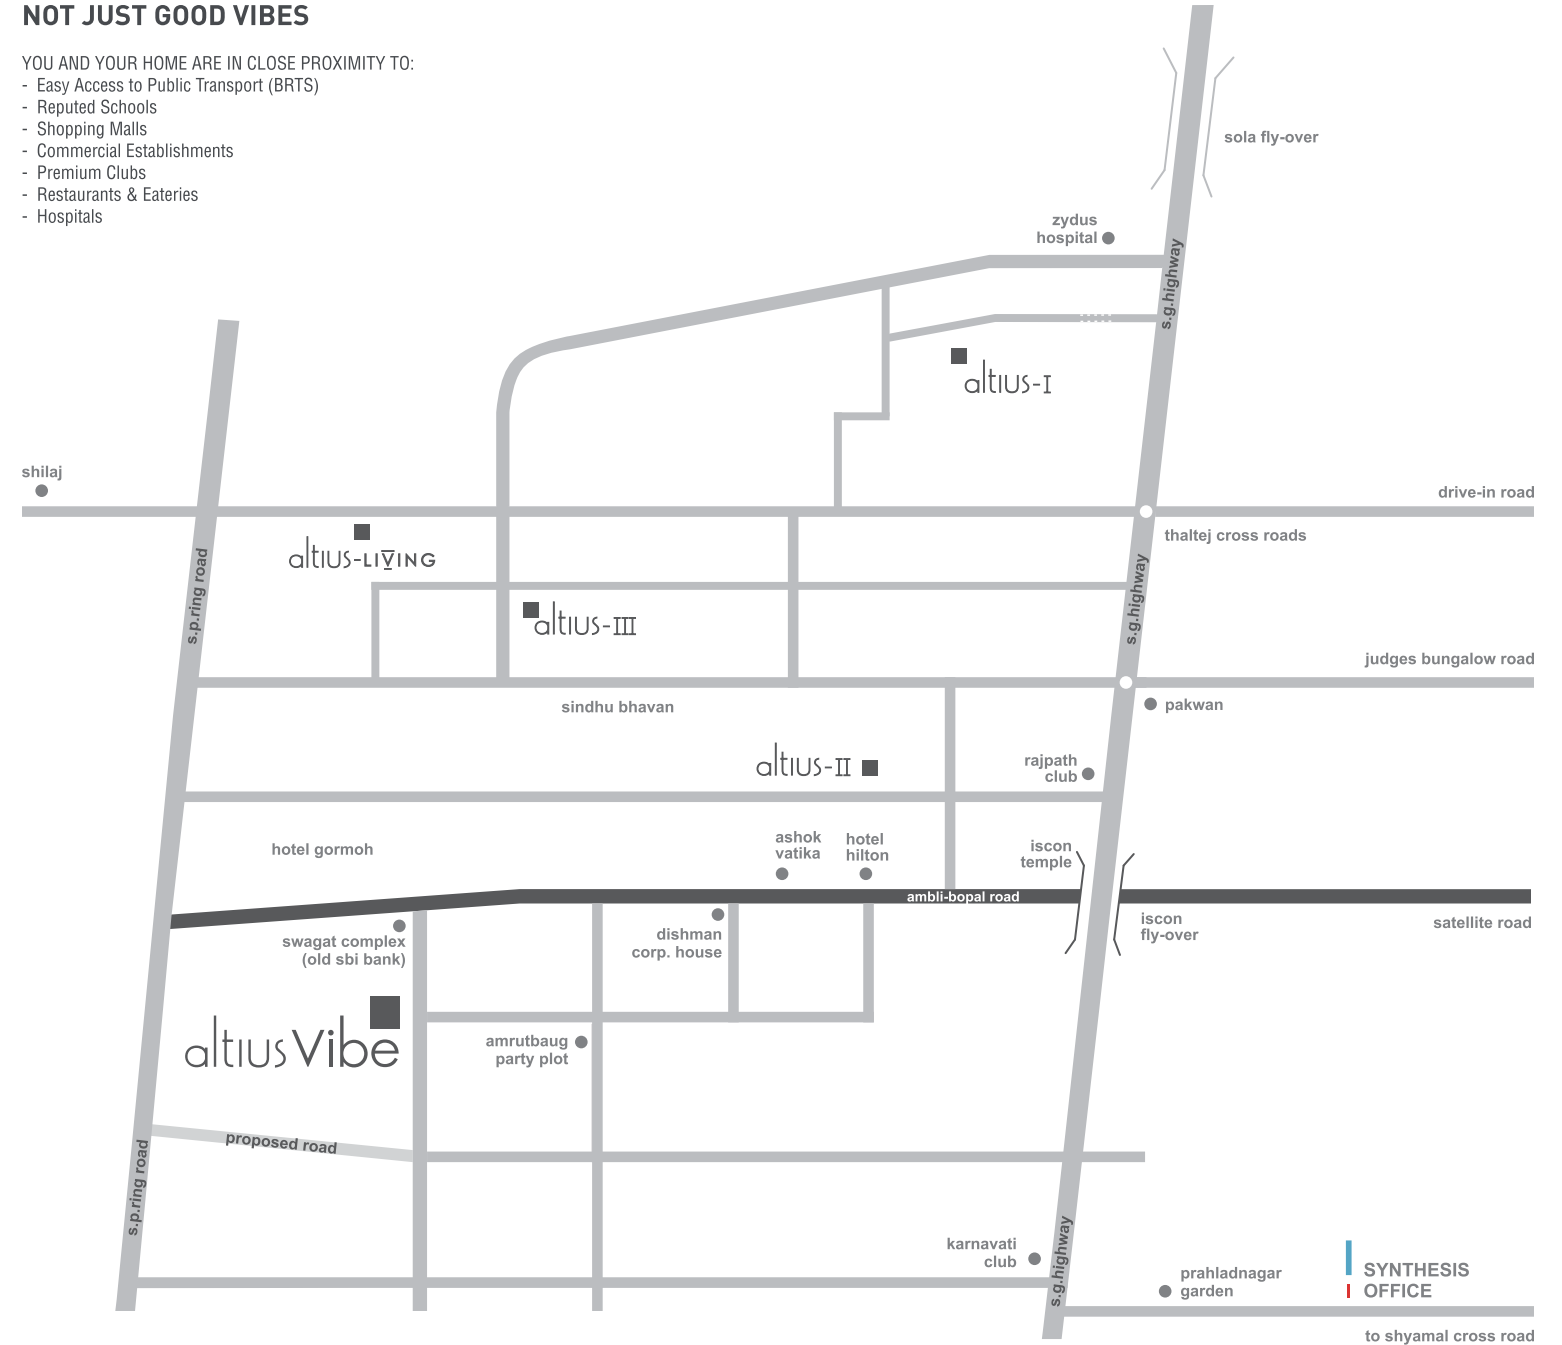 NOT JUST GOOD VIBES
YOU AND YOUR HOME ARE IN CLOSE PROXIMITY TO:
- Easy Access to Public Transport (BRTS)
- Reputed Schools
- Shopping Malls
- Commercial Establishments
- Premium Clubs
- Restaurants & Eateries
- Hospitals
sola fly-over
zydus
hospital
s.g.highway
altius-I
shilaj
drive-in road
thaltej cross roads
altius-LIVING
s.p.ring road
s.g.highway
altius-III
judges bungalow road
sindhu bhavan
pakwan
altius-II
rajpath
club
hotel gormoh
ashok
vatika
hotel
hilton
iscon
temple
ambli-bopal road
iscon
fly-over
satellite road
swagat complex
(old sbi bank)
dishman
corp. house
altiusVibe
amrutbaug
party plot
proposed road
s.p.ring road
s.g.highway
karnavati
club
prahladnagar
garden
SYNTHESIS
OFFICE
to shyamal cross road